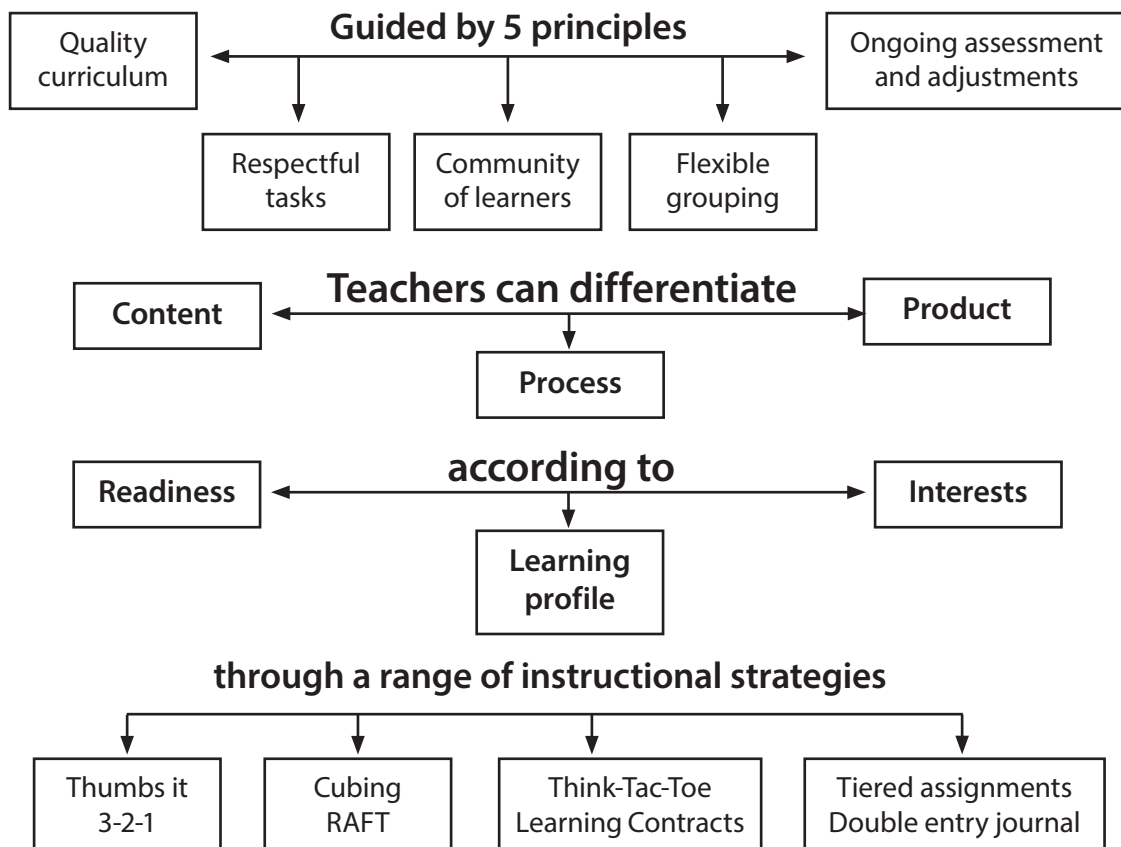 Guided by 5 principles
Quality
curriculum
Ongoing assessment
and adjustments
Respectful
tasks
Community
of learners
Flexible
grouping
Teachers can differentiate
Content
Product
Process
according to
Readiness
Interests
Learning
profile
through a range of instructional strategies
Thumbs it
3-2-1
Cubing
RAFT
Think-Tac-Toe
Learning Contracts
Tiered assignments
Double entry journal